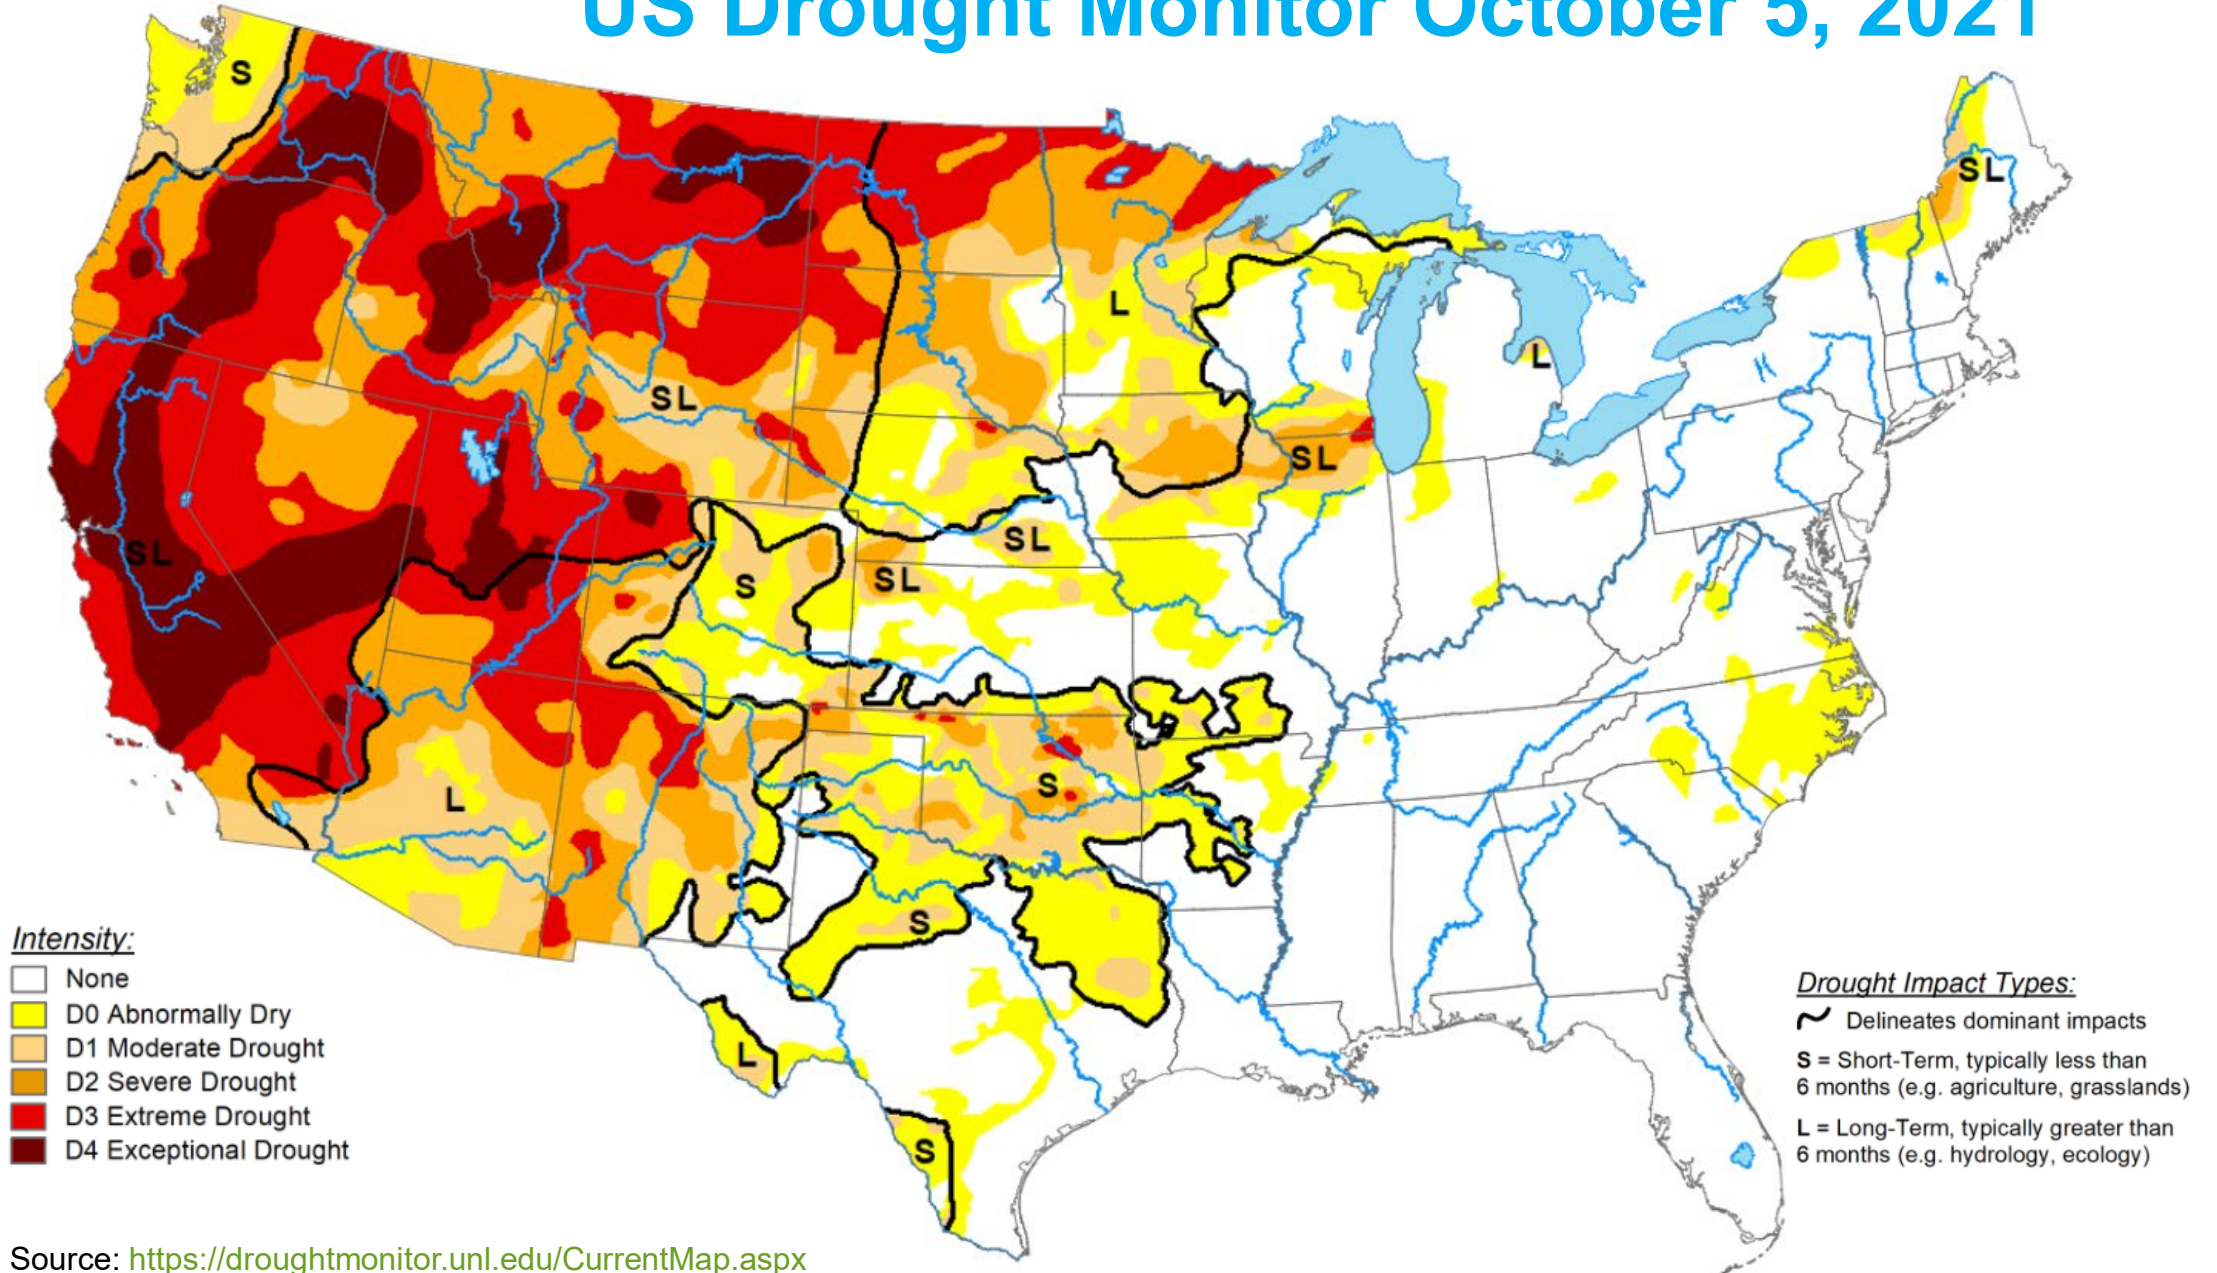 US Drought Monitor October 5, 2021
S
SL
L
SL
L
SL
SL
SL
SL
S
SL
L
S
S
L
S
Intensity:
None
D0 Abnormally Dry
D1 Moderate Drought
D2 Severe Drought
D3 Extreme Drought
D4 Exceptional Drought
Drought Impact Types:
Delineates dominant impacts
S = Short-Term, typically less than
6 months (e.g. agriculture, grasslands)
L = Long-Term, typically greater than
6 months (e.g. hydrology, ecology)
Source: https://droughtmonitor.unl.edu/CurrentMap.aspx